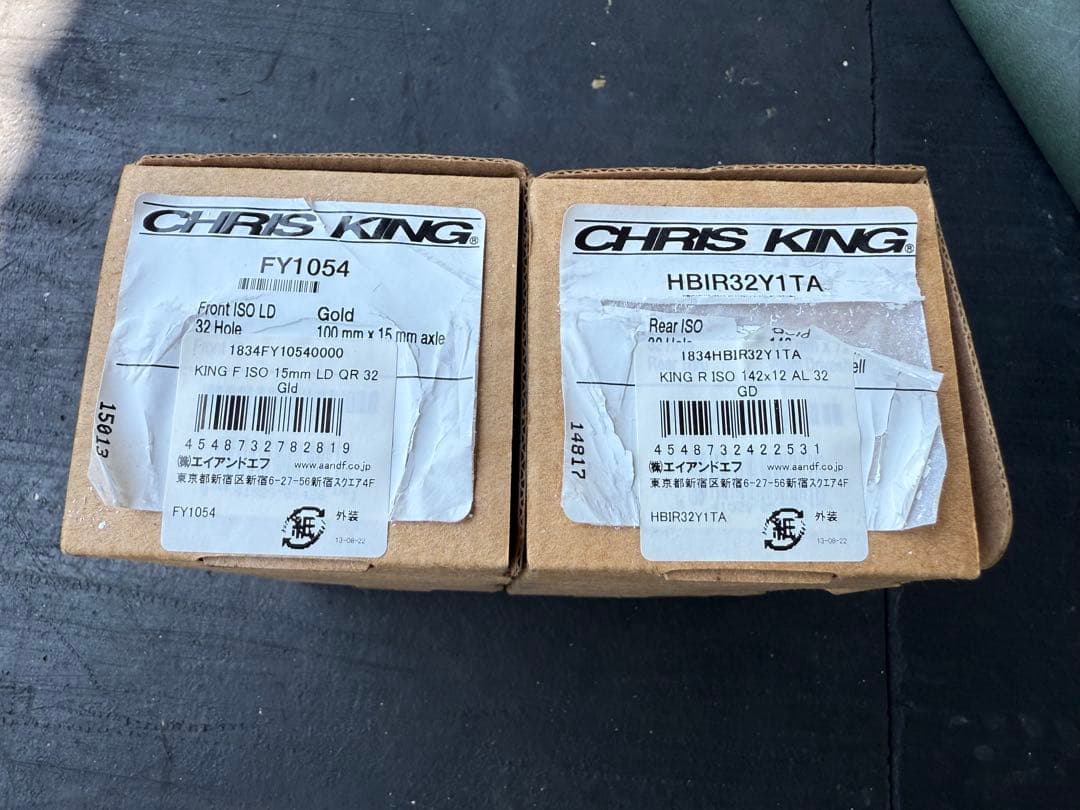 CHRIS KING®
FY1054
Front ISO LD
32 Hole
Gold
100 mm x 15 mm axle
1834FY10540000
KING F ISO 15mm LD QR 32
Gld
4548732782819
㈱エイアンドエフ www.aandf.co.jp
東京都新宿区新宿6-27-56新宿スクエア4F
FY1054
紙
外装
13-08-22
15013
CHRIS KING®
HBIR32Y1TA
Rear ISO
1834HBIR32Y1TA
KING R ISO 142x12 AL 32
GD
4548732422531
㈱エイアンドエフ www.aandf.co.jp
東京都新宿区新宿6-27-56新宿スクエア4F
HBIR32Y1TA
紙
外装
13-08-22
14817